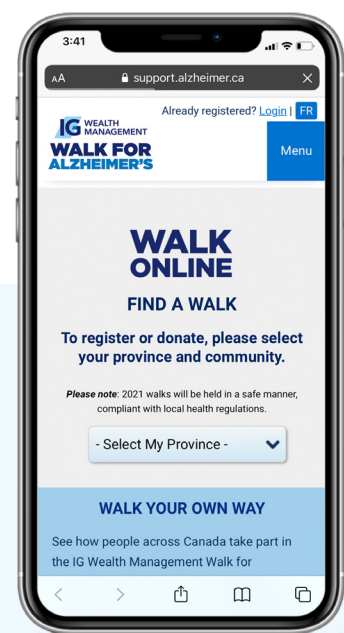 3:41
AA support.alzheimer.ca
Already registered? Login | FR
IG WEALTH
MANAGEMENT
WALK FOR
ALZHEIMER'S
Menu
WALK
ONLINE
FIND A WALK
To register or donate, please select
your province and community.
Please note: 2021 walks will be held in a safe manner,
compliant with local health regulations.
- Select My Province -
WALK YOUR OWN WAY
See how people across Canada take part in
the IG Wealth Management Walk for